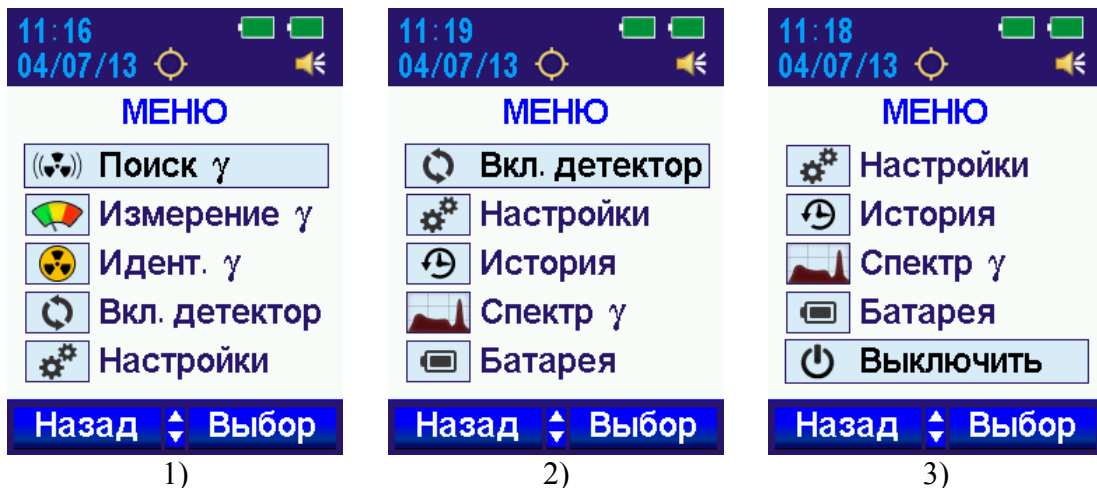 11:16
04/07/13
МЕНЮ
Поиск γ
Измерение γ
Идент. γ
Вкл. детектор
Настройки
Назад Выбор
1)
11:19
04/07/13
МЕНЮ
Вкл. детектор
Настройки
История
Спектр γ
Батарея
Назад Выбор
2)
11:18
04/07/13
МЕНЮ
Настройки
История
Спектр γ
Батарея
Выключить
Назад Выбор
3)